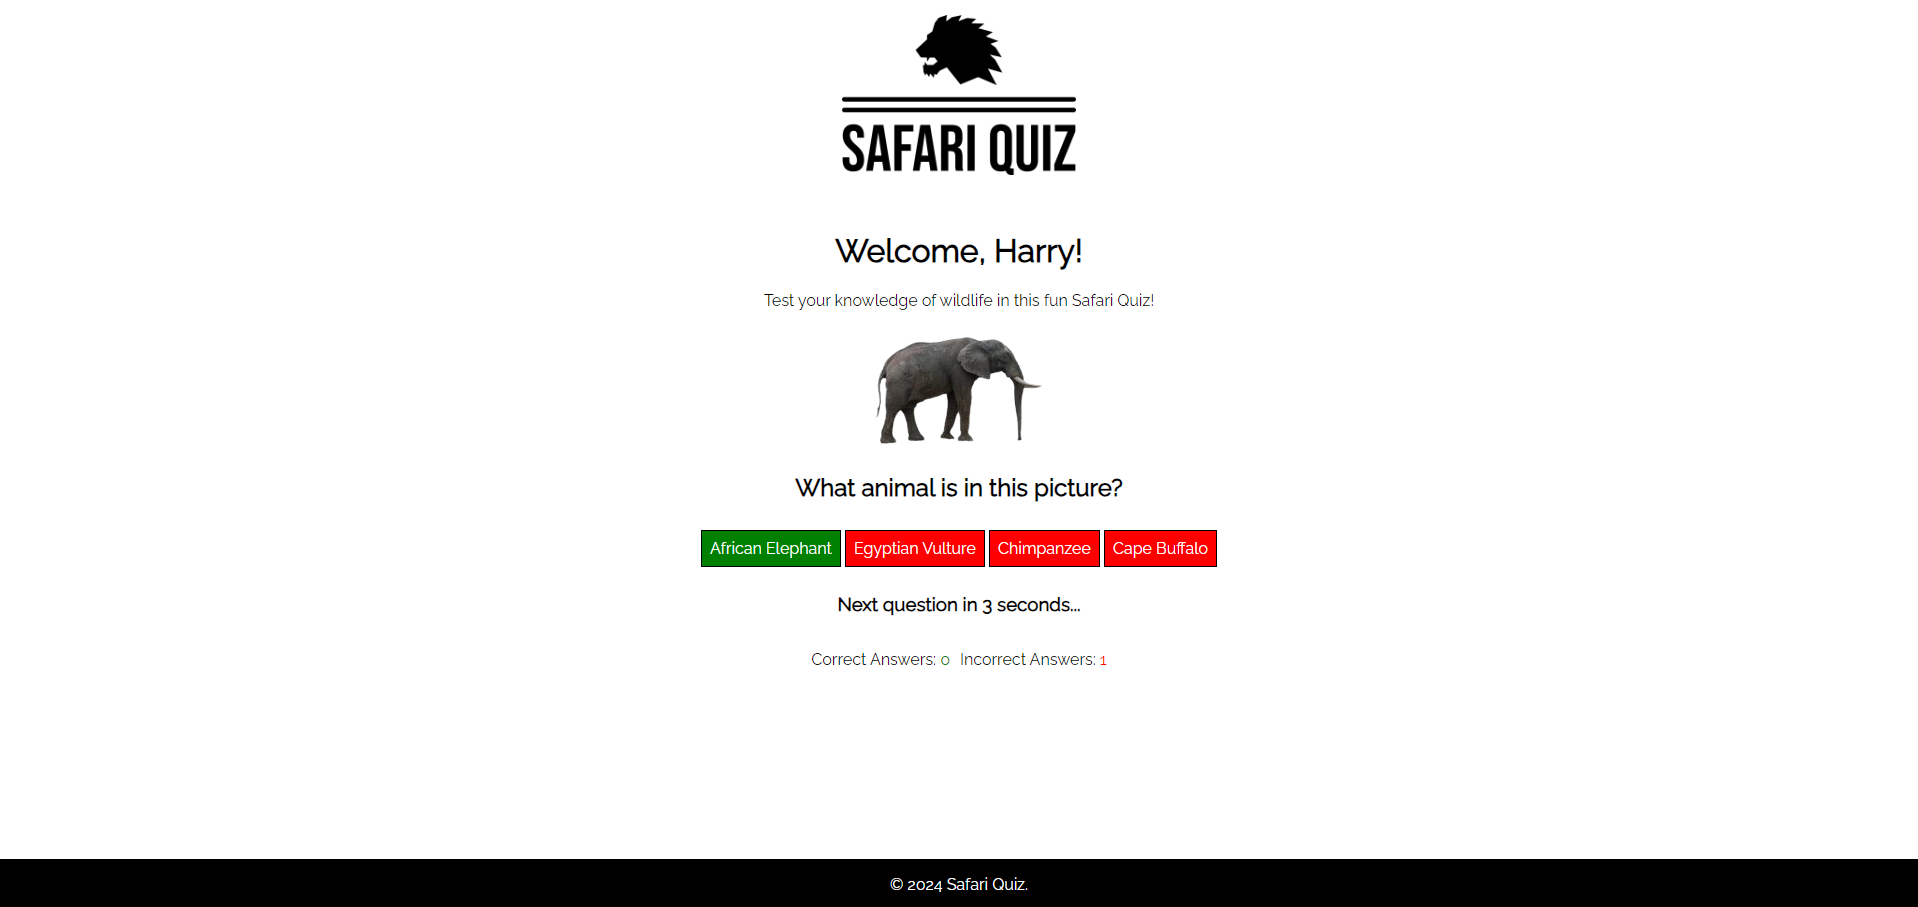 SAFARI QUIZ
Welcome, Harry!
Test your knowledge of wildlife in this fun Safari Quiz!
What animal is in this picture?
African Elephant Egyptian Vulture Chimpanzee Cape Buffalo
Next question in 3 seconds...
Correct Answers: 0 Incorrect Answers: 1
© 2024 Safari Quiz.